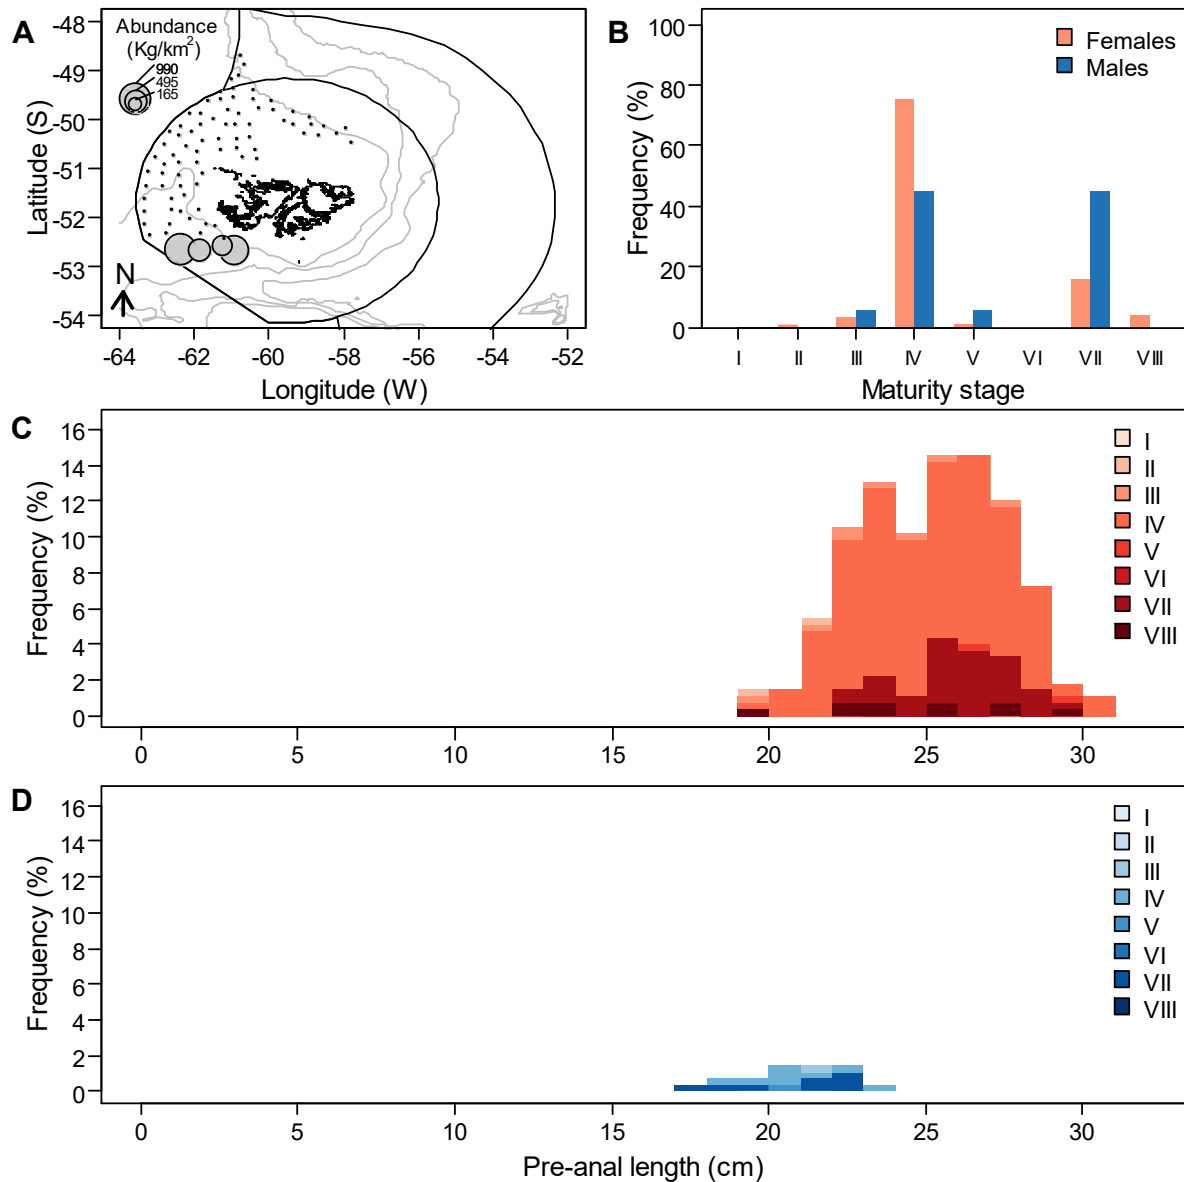 A
Abundance
(Kg/km²)
990
495
165
-48
-49
-50
-51
-52
-53
-54
Latitude (S)
N
-64 -62 -60 -58 -56 -54 -52
Longitude (W)
B
Females
Males
100
80
60
40
20
0
Frequency (%)
I II III IV V VI VII VIII
Maturity stage
C
16
14
12
10
8
6
4
2
0
Frequency (%)
I
II
III
IV
V
VI
VII
VIII
0 5 10 15 20 25 30
D
16
14
12
10
8
6
4
2
0
Frequency (%)
I
II
III
IV
V
VI
VII
VIII
0 5 10 15 20 25 30
Pre-anal length (cm)